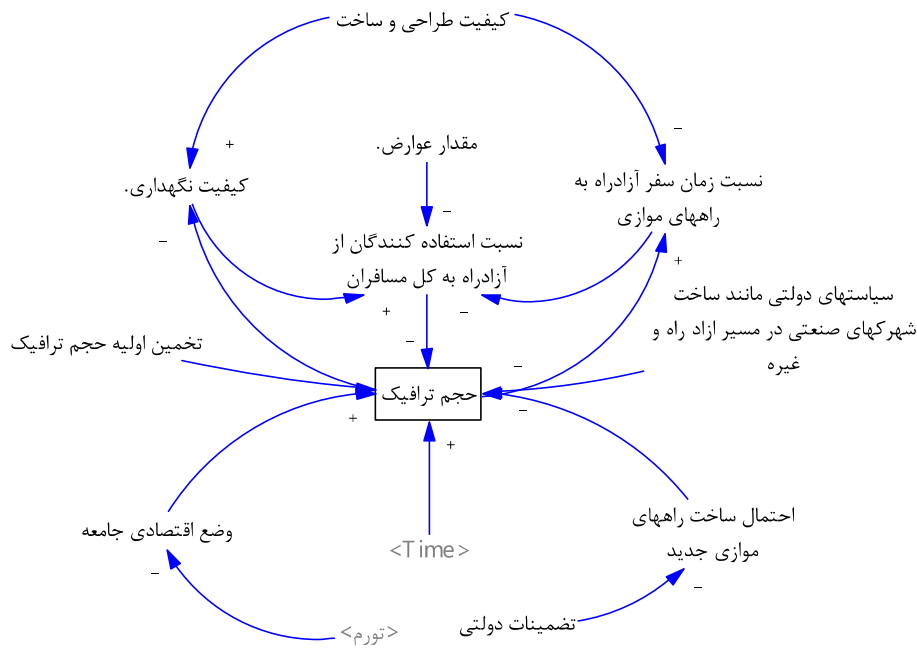 کیفیت طراحی و ساخت
–
+
مقدار عوارض.
کیفیت نگهداری.
نسبت زمان سفر آزادراه به
راههای موازی
–
–
نسبت استفاده کنندگان از
آزادراه به کل مسافران
+
سیاستهای دولتی مانند ساخت
شهرکهای صنعتی در مسیر ازاد راه و
غیره
+
–
–
تخمین اولیه حجم ترافیک
–
حجم ترافیک
–
+
+
احتمال ساخت راههای
موازی جدید
وضع اقتصادی جامعه
<Time>
–
–
تضمینات دولتی
<تورم>